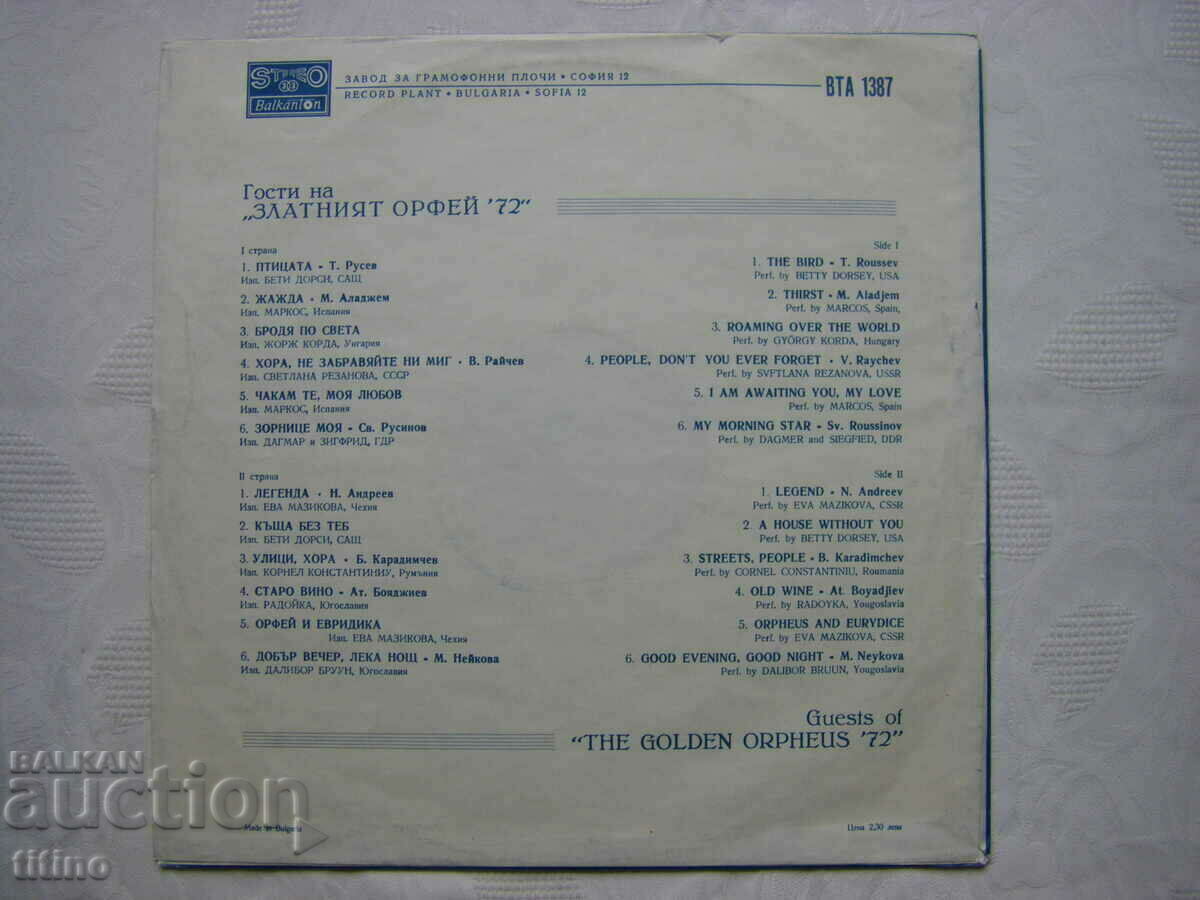 STEREO
33
Balkanton
ЗАВОД ЗА ГРАМОФОННИ ПЛОЧИ • СОФИЯ 12
RECORD PLANT • BULGARIA • SOFIA 12
ВТА 1387
Гости на
„ЗЛАТНИЯТ ОРФЕЙ '72"
I страна
1. ПТИЦАТА - Т. Русев
Изп. БЕТИ ДОРСИ, САЩ
2. ЖАЖДА - М. Аладжем
Изп. МАРКОС, Испания
3. БРОДЯ ПО СВЕТА
Изп. ЖОРЖ КОРДА, Унгария
4. ХОРА, НЕ ЗАБРАВЯЙТЕ НИ МИГ - В. Райчев
Изп. СВЕТЛАНА РЕЗАНОВА, СССР
5. ЧАКАМ ТЕ, МОЯ ЛЮБОВ
Изп. МАРКОС, Испания
6. ЗОРНИЦЕ МОЯ - Св. Русинов
Изп. ДАГМАР и ЗИГФРИД, ГДР
II страна
1. ЛЕГЕНДА - Н. Андреев
Изп. ЕВА МАЗИКОВА, Чехия
2. КЪЩА БЕЗ ТЕБ
Изп. БЕТИ ДОРСИ, САЩ
3. УЛИЦИ, ХОРА - Б. Карадимчев
Изп. КОРНЕЛ КОНСТАНТИНИУ, Румъния
4. СТАРО ВИНО - Ат. Бояджиев
Изп. РАДОЙКА, Югославия
5. ОРФЕЙ И ЕВРИДИКА
Изп. ЕВА МАЗИКОВА, Чехия
6. ДОБЪР ВЕЧЕР, ЛЕКА НОЩ - М. Нейкова
Изп. ДАЛИБОР БРУУН, Югославия
Side I
1. THE BIRD - T. Roussev
Perf. by BETTY DORSEY, USA
2. THIRST - M. Aladjem
Perf. by MARCOS, Spain,
3. ROAMING OVER THE WORLD
Perf. by GYÖRGY KORDA, Hungary
4. PEOPLE, DON'T YOU EVER FORGET - V. Raychev
Perf. by SVFTLANA REZANOVA, USSR
5. I AM AWAITING YOU, MY LOVE
Perf. by MARCOS, Spain
6. MY MORNING STAR - Sv. Roussinov
Perf. by DAGMER and SIEGFIED, DDR
Side II
1. LEGEND - N. Andreev
Perf. by EVA MAZIKOVA, CSSR
2. A HOUSE WITHOUT YOU
Perf. by BETTY DORSEY, USA
3. STREETS, PEOPLE - B. Karadimchev
Perf. by CORNEL CONSTANTINIU, Roumania
4. OLD WINE - At. Boyadjiev
Perf. by RADOYKA, Yougoslavia
5. ORPHEUS AND EURYDICE
Perf. by EVA MAZIKOVA, CSSR
6. GOOD EVENING, GOOD NIGHT - M. Neykova
Perf. by DALIBOR BRUUN, Yougoslavia
Guests of
"THE GOLDEN ORPHEUS '72"
Made in Bulgaria
Цена 2,30 лева
BALKAN
auction
titino